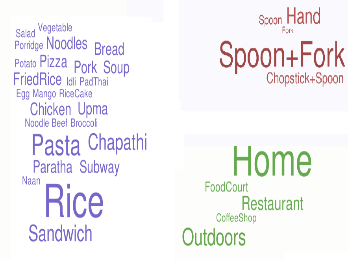 Salad Vegetable
Porridge Noodles Bread
Potato Pizza Pork Soup
FriedRice Idli PadThai
Egg Mango RiceCake
Chicken Upma
Noodle Beef Broccoli
Pasta Chapathi
Paratha Subway
Naan
Rice
Sandwich
Spoon Hand
Fork
Spoon+Fork
Chopstick+Spoon
Home
FoodCourt
Restaurant
CoffeeShop
Outdoors